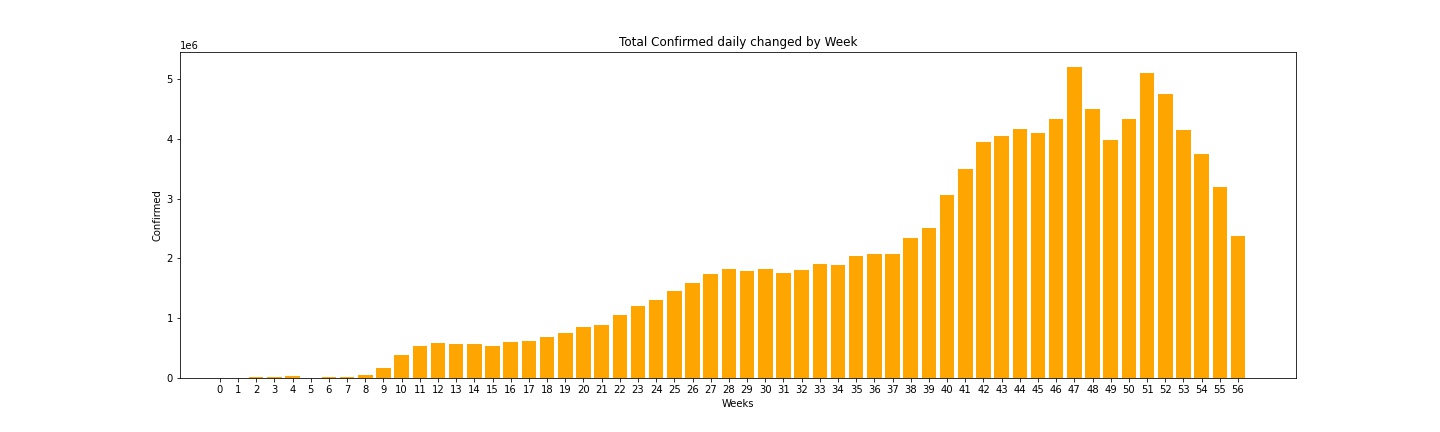 Total Confirmed daily changed by Week
1e6
5
4
3
2
1
0
Confirmed
0 1 2 3 4 5 6 7 8 9 10 11 12 13 14 15 16 17 18 19 20 21 22 23 24 25 26 27 28 29 30 31 32 33 34 35 36 37 38 39 40 41 42 43 44 45 46 47 48 49 50 51 52 53 54 55 56
Weeks